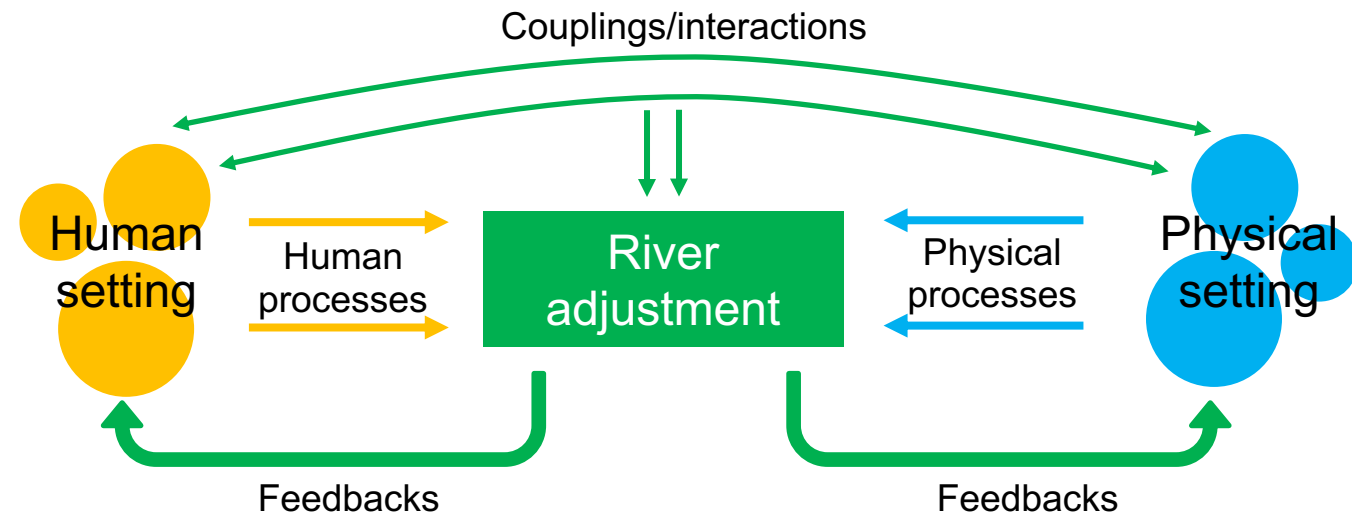 Couplings/interactions
Human
setting
Human
processes
River
adjustment
Physical
processes
Physical
setting
Feedbacks
Feedbacks